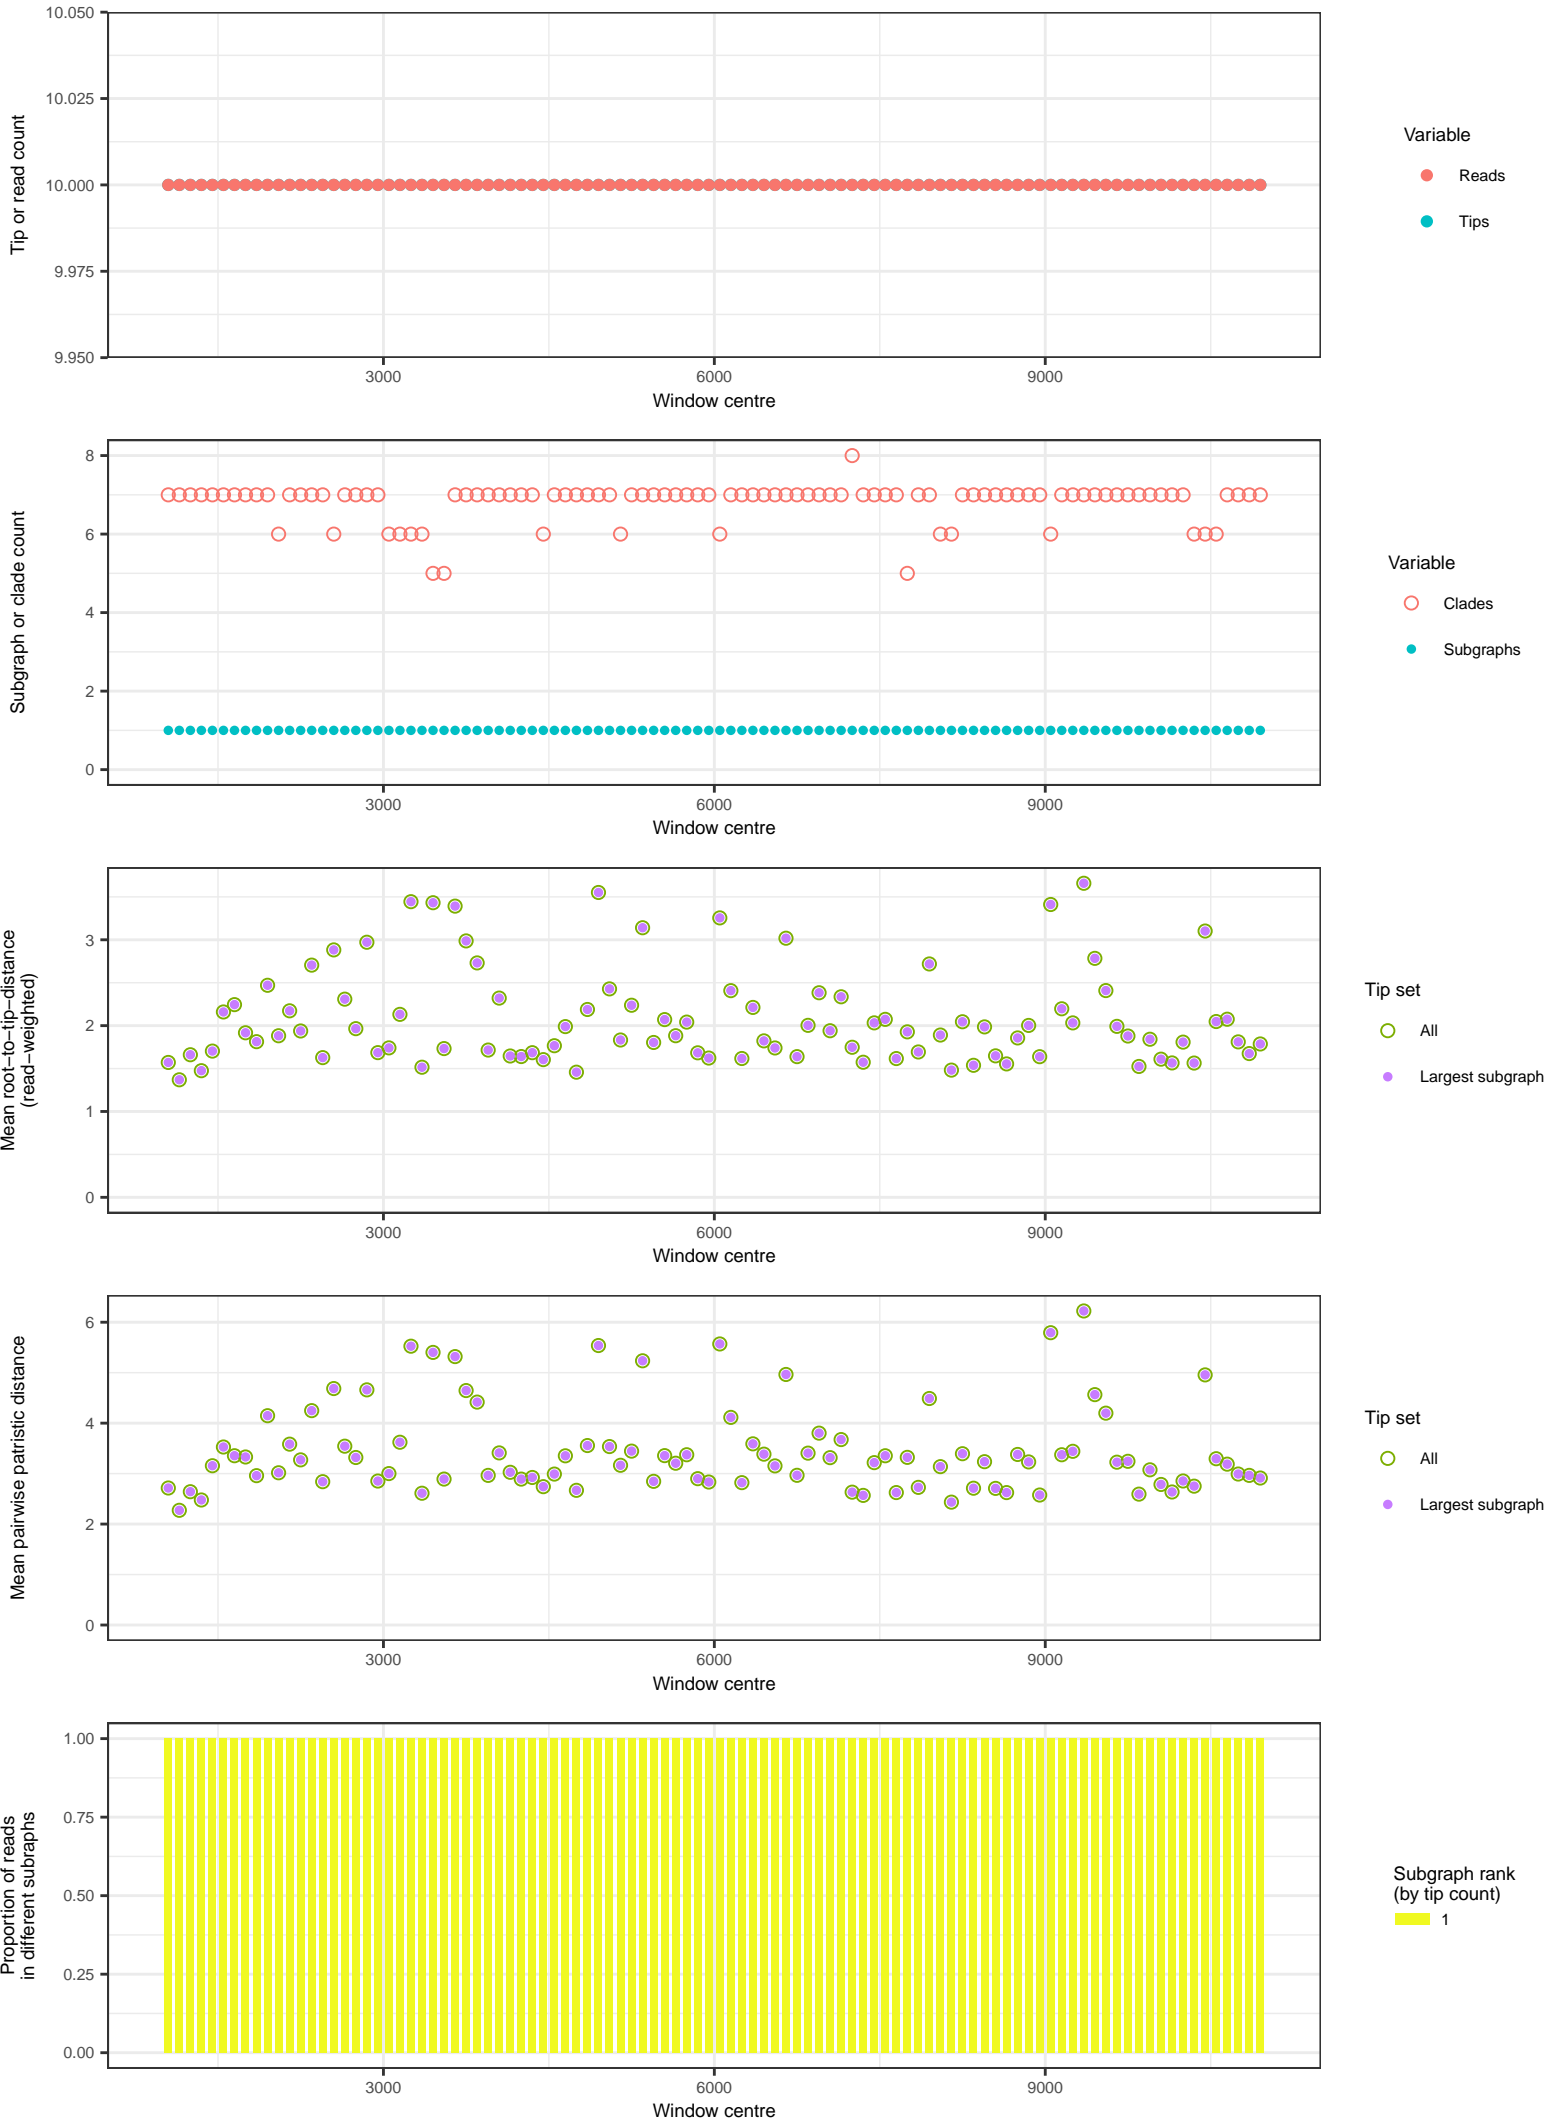 10.050
10.025
10.000
9.975
9.950
Tip or read count
3000
6000
9000
Window centre
Variable
Reads
Tips
8
6
4
2
0
Subgraph or clade count
3000
6000
9000
Window centre
Variable
Clades
Subgraphs
3
2
1
0
Mean root−to−tip−distance
(read−weighted)
3000
6000
9000
Window centre
Tip set
All
Largest subgraph
6
4
2
0
Mean pairwise patristic distance
3000
6000
9000
Window centre
Tip set
All
Largest subgraph
1.00
0.75
0.50
0.25
0.00
Proportion of reads
in different subraphs
3000
6000
9000
Window centre
Subgraph rank
(by tip count)
1